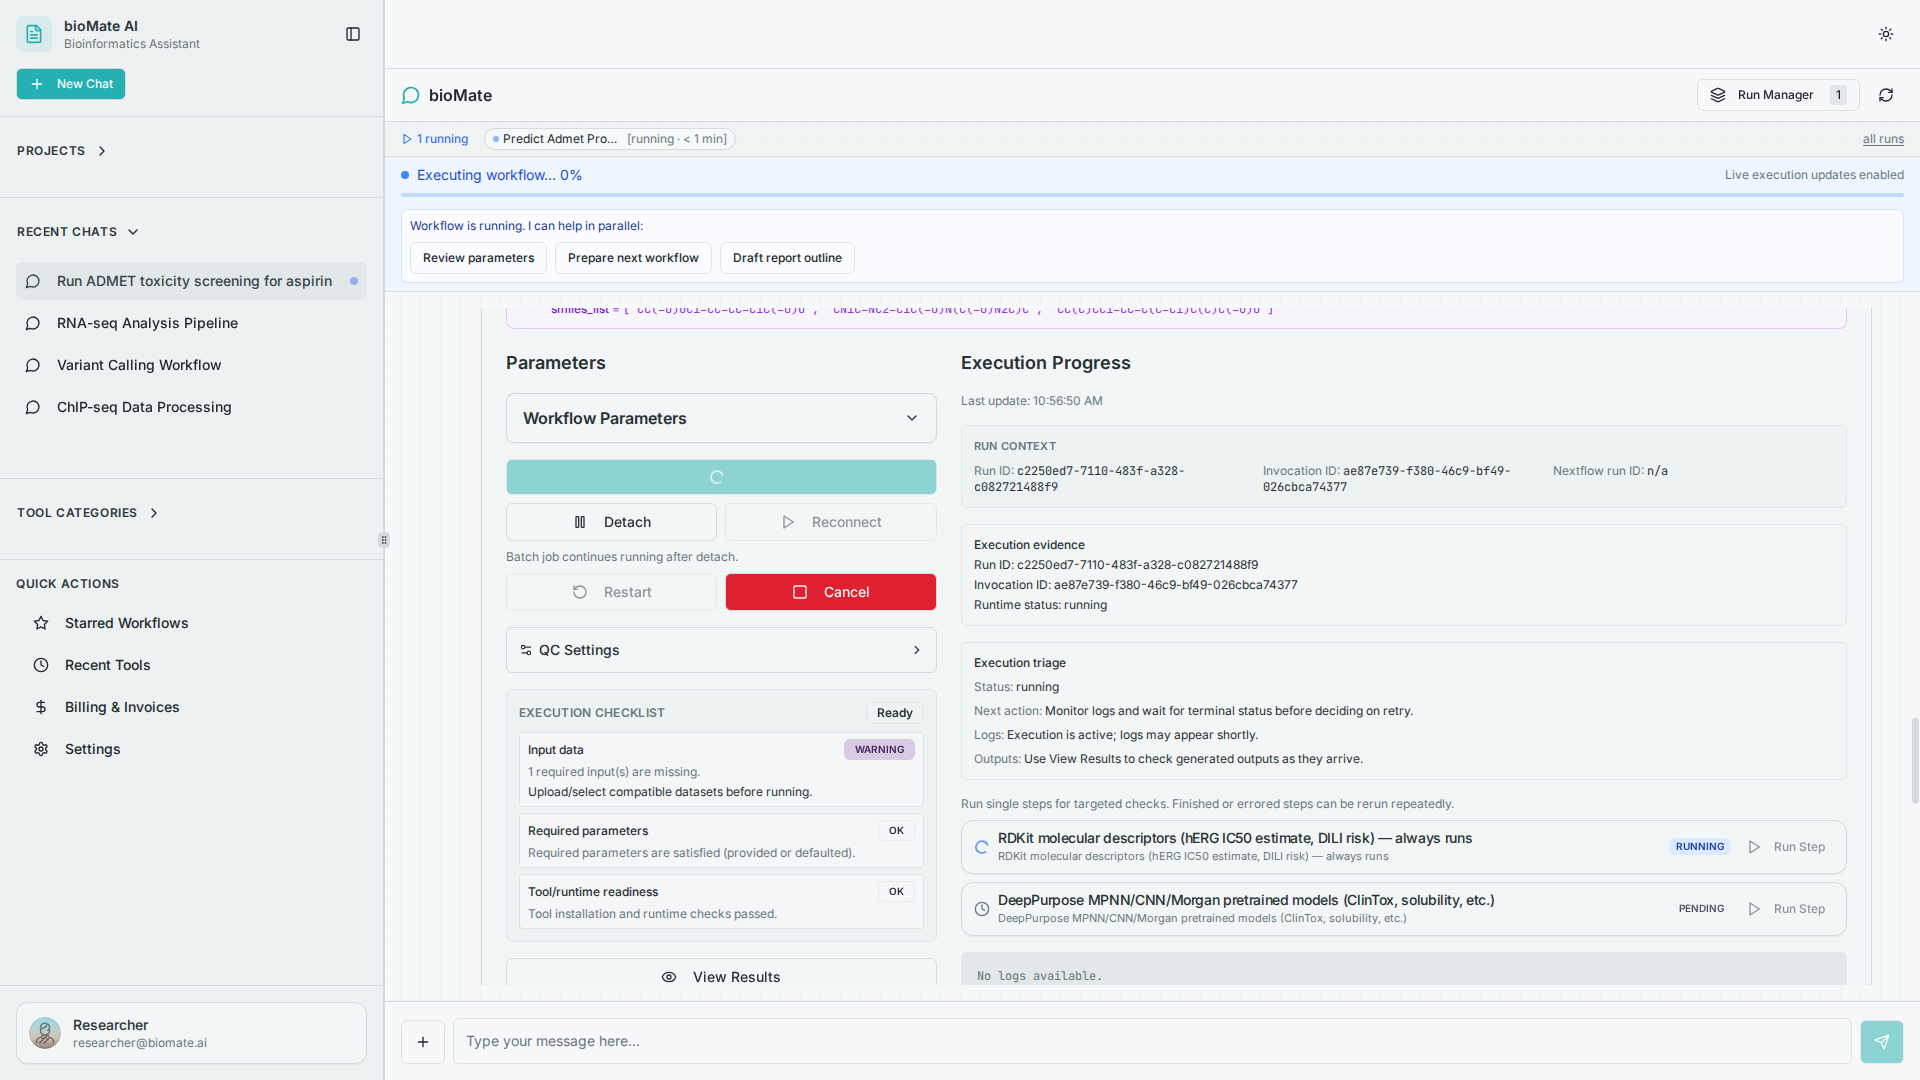 bioMate AI
Bioinformatics Assistant
New Chat
PROJECTS
RECENT CHATS
Run ADMET toxicity screening for aspirin
RNA-seq Analysis Pipeline
Variant Calling Workflow
ChIP-seq Data Processing
TOOL CATEGORIES
QUICK ACTIONS
Starred Workflows
Recent Tools
Billing & Invoices
Settings
Researcher
researcher@biomate.ai
bioMate
Run Manager 1
1 running
Predict Admet Pro... [running · < 1 min]
all runs
Executing workflow... 0%
Live execution updates enabled
Workflow is running. I can help in parallel:
Review parameters
Prepare next workflow
Draft report outline
smiles_list = [
Parameters
Workflow Parameters
Detach
Reconnect
Batch job continues running after detach.
Restart
Cancel
QC Settings
EXECUTION CHECKLIST
Ready
Input data
WARNING
1 required input(s) are missing.
Upload/select compatible datasets before running.
Required parameters
OK
Required parameters are satisfied (provided or defaulted).
Tool/runtime readiness
OK
Tool installation and runtime checks passed.
View Results
Execution Progress
Last update: 10:56:50 AM
RUN CONTEXT
Run ID: c2250ed7-7110-483f-a328-
c082721488f9
Invocation ID: ae87e739-f380-46c9-bf49-
026cbca74377
Nextflow run ID: n/a
Execution evidence
Run ID: c2250ed7-7110-483f-a328-c082721488f9
Invocation ID: ae87e739-f380-46c9-bf49-026cbca74377
Runtime status: running
Execution triage
Status: running
Next action: Monitor logs and wait for terminal status before deciding on retry.
Logs: Execution is active; logs may appear shortly.
Outputs: Use View Results to check generated outputs as they arrive.
Run single steps for targeted checks. Finished or errored steps can be rerun repeatedly.
RDKit molecular descriptors (hERG IC50 estimate, DILI risk) — always runs
RDKit molecular descriptors (hERG IC50 estimate, DILI risk) — always runs
RUNNING
Run Step
DeepPurpose MPNN/CNN/Morgan pretrained models (ClinTox, solubility, etc.)
DeepPurpose MPNN/CNN/Morgan pretrained models (ClinTox, solubility, etc.)
PENDING
Run Step
No logs available.
Type your message here...